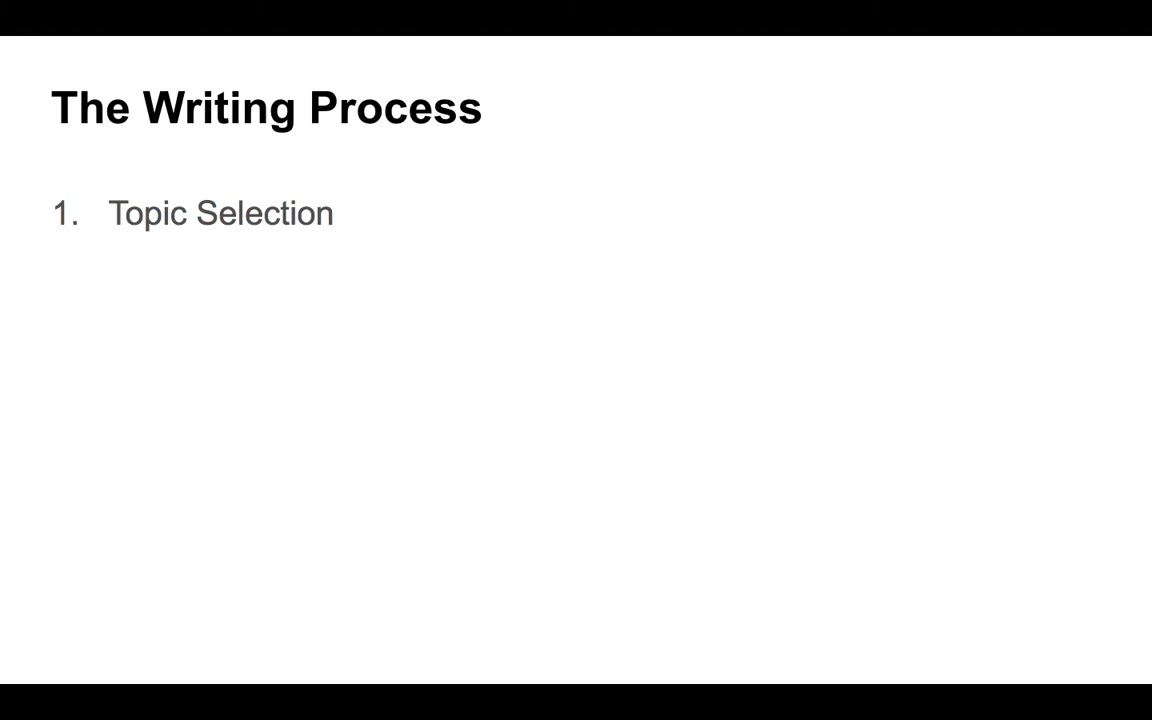 The Writing Process
1. Topic Selection